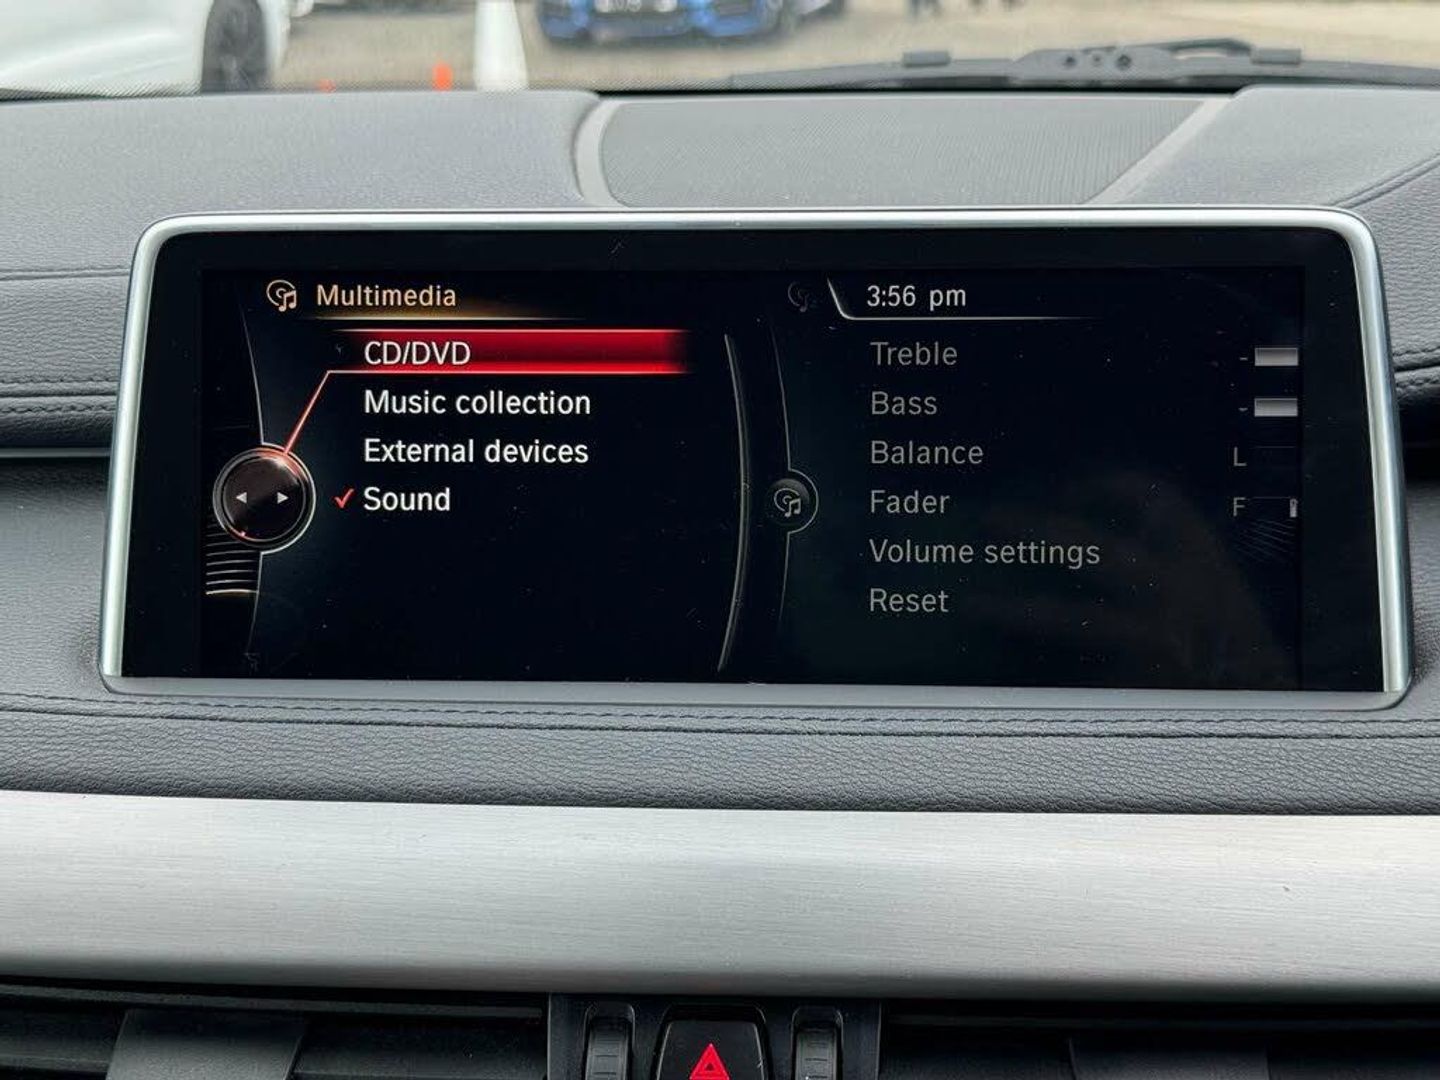 Multimedia
CD/DVD
Music collection
External devices
Sound
3:56 pm
Treble
Bass
Balance L
Fader F
Volume settings
Reset